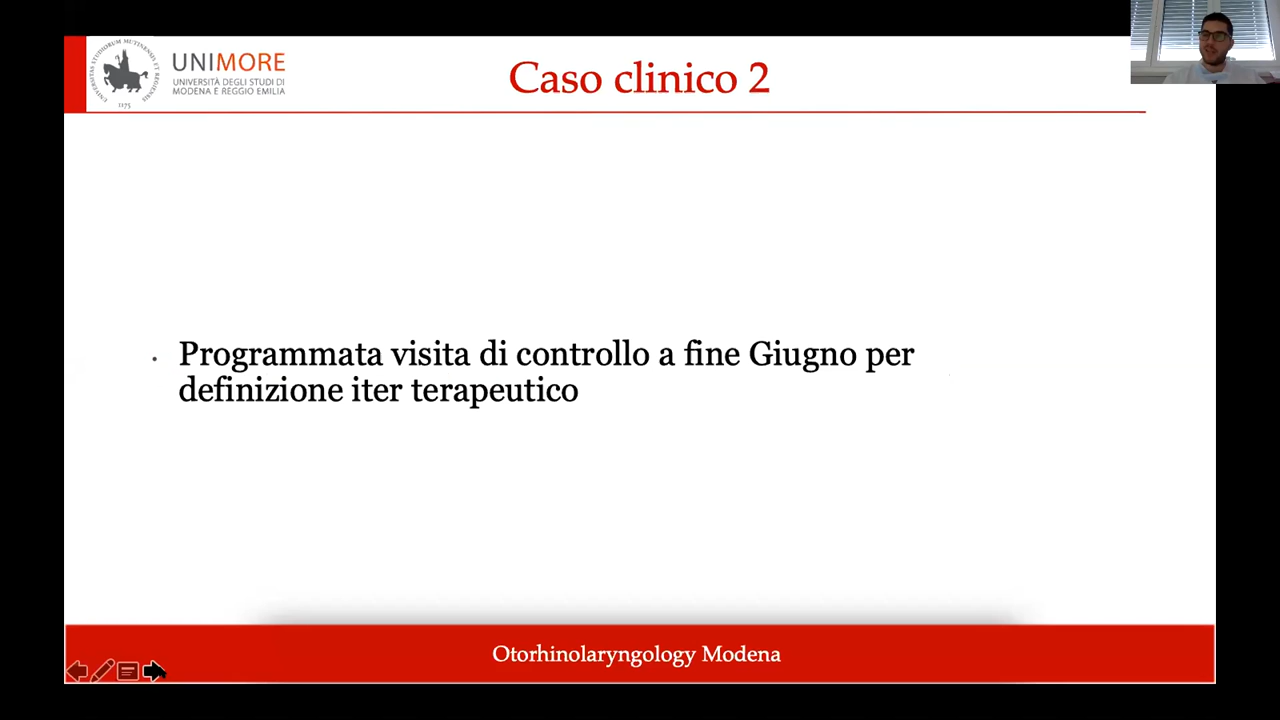 UNIMORE
UNIVERSITÀ DEGLI STUDI DI
MODENA E REGGIO EMILIA
1175
Caso clinico 2
• Programmata visita di controllo a fine Giugno per
definizione iter terapeutico
Otorhinolaryngology Modena